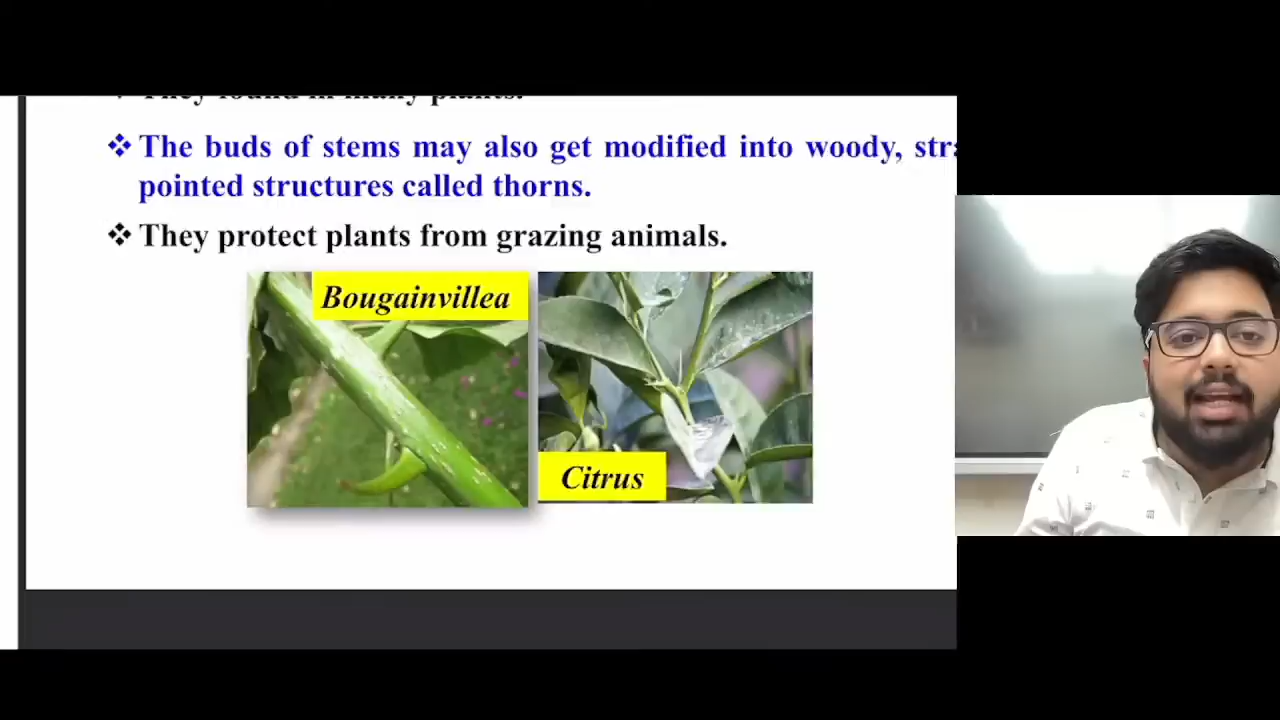 They found in many plants.
❖ The buds of stems may also get modified into woody,
pointed structures called thorns.
❖ They protect plants from grazing animals.
Bougainvillea
Citrus